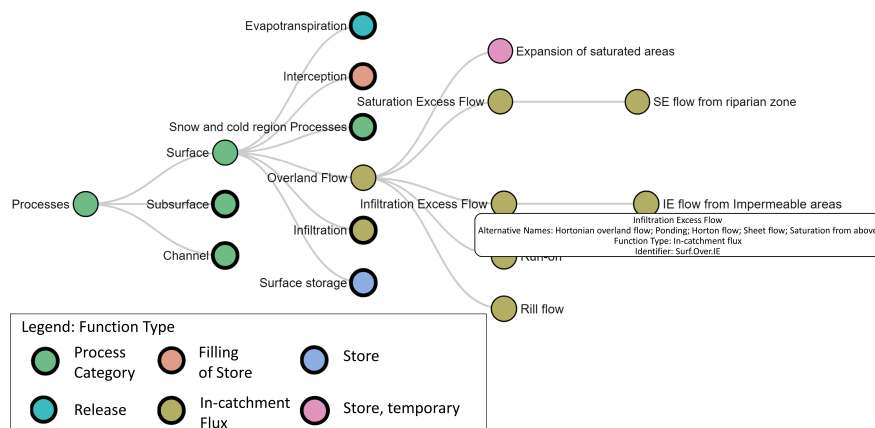 Evapotranspiration
Expansion of saturated areas
Interception
Saturation Excess Flow
SE flow from riparian zone
Snow and cold region Processes
Surface
Overland Flow
Processes
Subsurface
Infiltration Excess Flow
IE flow from Impermeable areas
Infiltration Excess Flow
Alternative Names: Hortonian overland flow; Ponding; Horton flow; Sheet flow; Saturation from above
Function Type: In-catchment flux
Identifier: Surf.Over.IE
Infiltration
Channel
Run-on
Surface storage
Rill flow
Legend: Function Type
Process
Category
Filling
of Store
Store
Release
In-catchment
Flux
Store, temporary